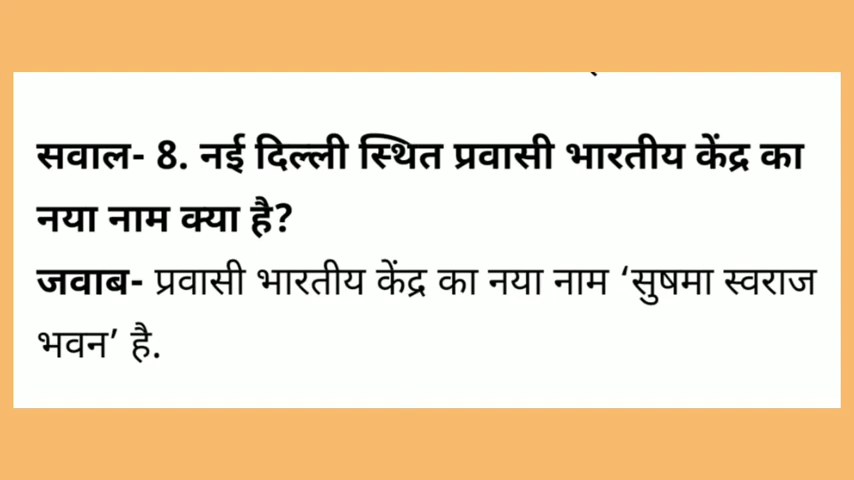 सवाल- 8. नई दिल्ली स्थित प्रवासी भारतीय केंद्र का
नया नाम क्या है?
जवाब- प्रवासी भारतीय केंद्र का नया नाम ‘सुषमा स्वराज
भवन’ है.